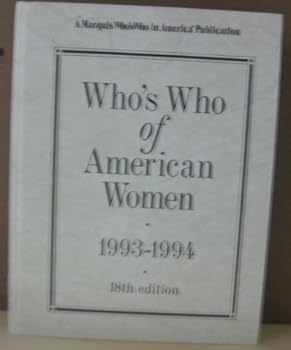 A Marquis Who's Who in America Publication
Who's Who
of
American
Women
1993-1994
18th edition